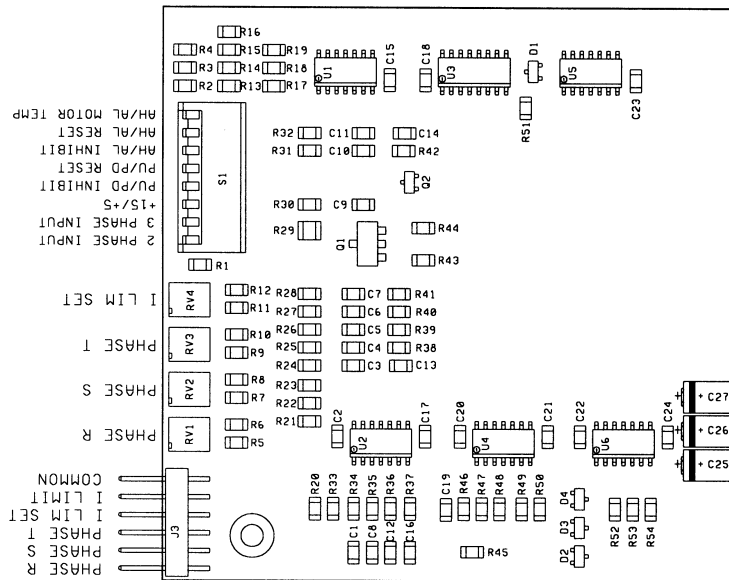 R16
R4 R15 R19
R3 R14 R18
R2 R13 R17
U1
C15
C18
U3
D1
U5
C23
R51
AH/AL MOTOR TEMP
AH/AL RESET
AH/AL INHIBIT
PU/PD RESET
PU/PD INHIBIT
+15/+5
3 PHASE INPUT
2 PHASE INPUT
S1
R32 C11 C14
R31 C10 R42
Q2
R30 C9
R29
Q1
R44
R43
R1
I LIM SET
RV4
R12
R11
R28 C7 R41
R27 C6 R40
PHASE T
RV3
R10
R9
R26 C5 R39
R25 C4 R38
R24 C3 C13
PHASE S
RV2
R8
R7
R23
R22
R21
PHASE R
RV1
R6
R5
C2
U2
C17
C20
U4
C21
C22
U6
C24
+ C27
+ C26
+ C25
COMMON
I LIMIT
I LIM SET
PHASE T
PHASE S
PHASE R
J3
R20 R33 R34 R35 R36 R37
C19 R46 R47 R48 R49 R50
D4
D3
D2
R52 R53 R54
C1 C8 C12 C16
R45